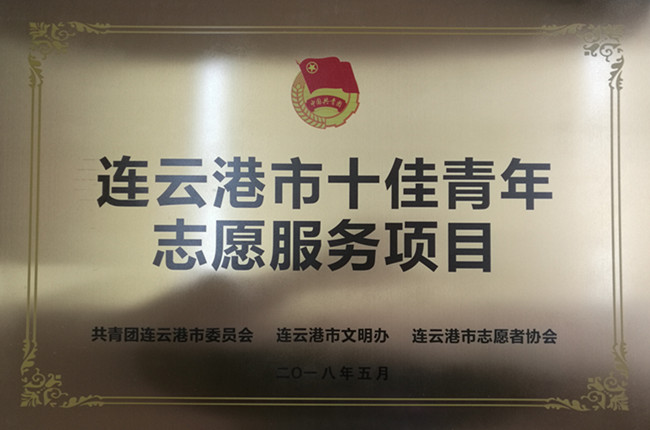 中国共青团
连云港市十佳青年
志愿服务项目
共青团连云港市委员会 连云港市文明办 连云港市志愿者协会
二〇一八年五月